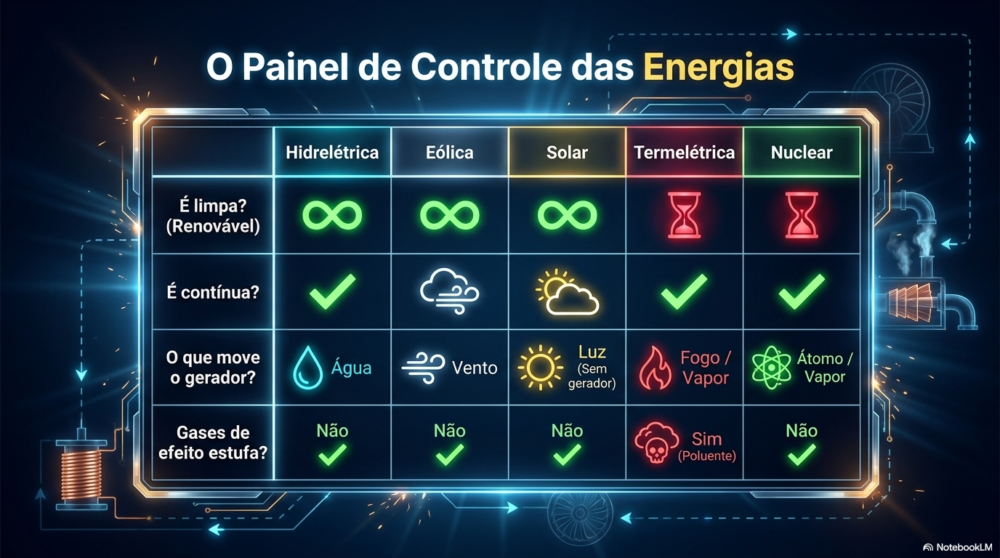 O Painel de Controle das Energias
Hidrelétrica
Eólica
Solar
Termelétrica
Nuclear
É limpa?
(Renovável)
É contínua?
O que move
o gerador?
Água
Vento
Luz
(Sem
gerador)
Fogo /
Vapor
Átomo /
Vapor
Gases de
efeito estufa?
Não
Não
Não
Sim
(Poluente)
Não
NotebookLM